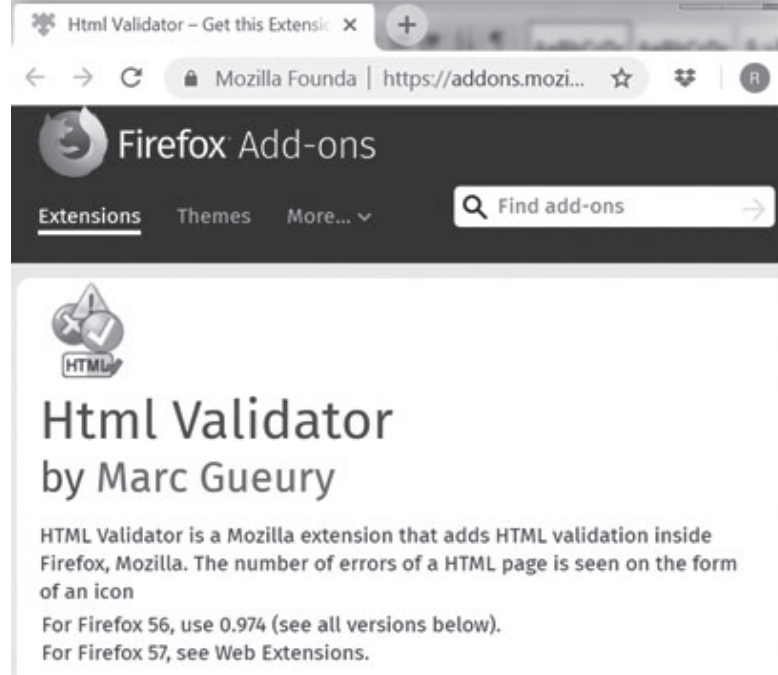 Html Validator – Get this Extensic
Mozilla Founda | https://addons.mozi...
R
Firefox Add-ons
Extensions Themes More...
Find add-ons
HTML
Html Validator
by Marc Gueury
HTML Validator is a Mozilla extension that adds HTML validation inside
Firefox, Mozilla. The number of errors of a HTML page is seen on the form
of an icon
For Firefox 56, use 0.974 (see all versions below).
For Firefox 57, see Web Extensions.